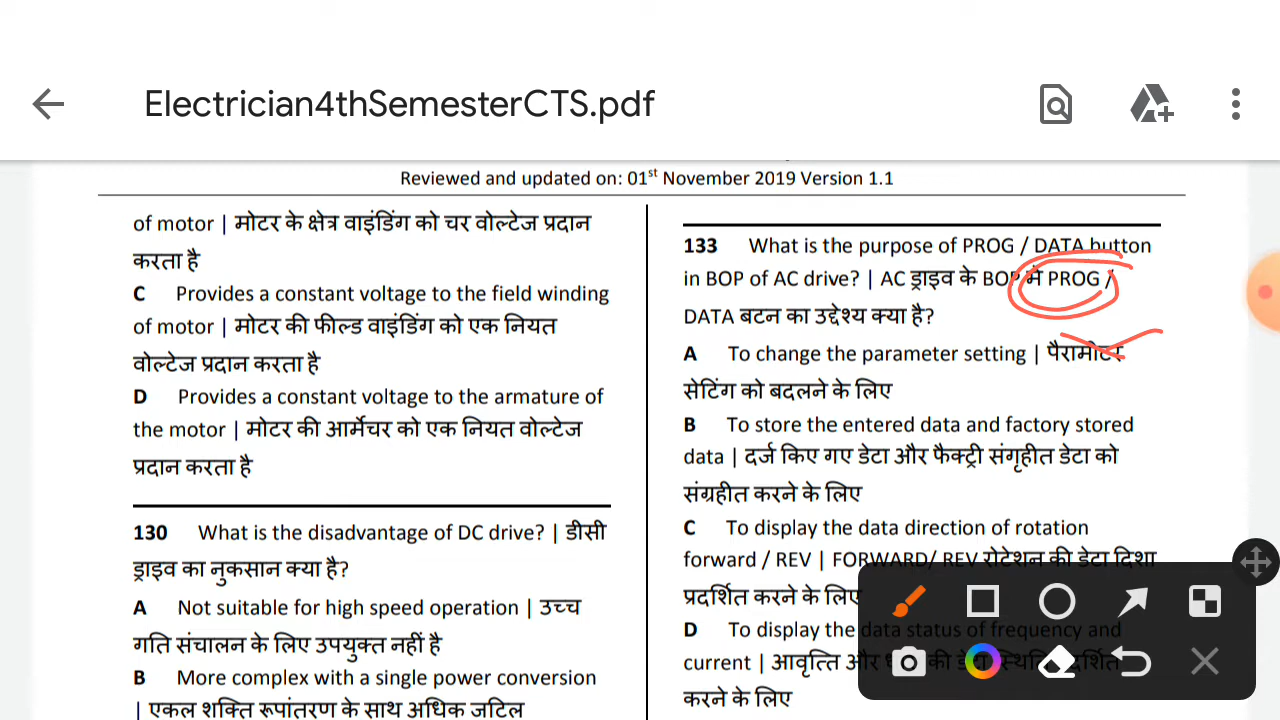 Electrician4thSemesterCTS.pdf
Reviewed and updated on: 01st November 2019 Version 1.1
of motor | मोटर के क्षेत्र वाइंडिंग को चर वोल्टेज प्रदान
करता है
C Provides a constant voltage to the field winding
of motor | मोटर की फील्ड वाइंडिंग को एक नियत
वोल्टेज प्रदान करता है
D Provides a constant voltage to the armature of
the motor | मोटर की आर्मेचर को एक नियत वोल्टेज
प्रदान करता है
130 What is the disadvantage of DC drive? | डीसी
ड्राइव का नुकसान क्या है?
A Not suitable for high speed operation | उच्च
गति संचालन के लिए उपयुक्त नहीं है
B More complex with a single power conversion
| एकल शक्ति रूपांतरण के साथ अधिक जटिल
133 What is the purpose of PROG / DATA button
in BOP of AC drive? | AC ड्राइव के BOP में PROG /
DATA बटन का उद्देश्य क्या है?
A To change the parameter setting | पैरामीटर
सेटिंग को बदलने के लिए
B To store the entered data and factory stored
data | दर्ज किए गए डेटा और फैक्ट्री संगृहीत डेटा को
संग्रहीत करने के लिए
C To display the data direction of rotation
forward / REV | FORWARD/ REV रोटेशन की डेटा दिशा
प्रदर्शित करने के लिए
D To display the data status of frequency and
current | आवृत्ति और की डेटा स्थिति प्रदर्शित
करने के लिए